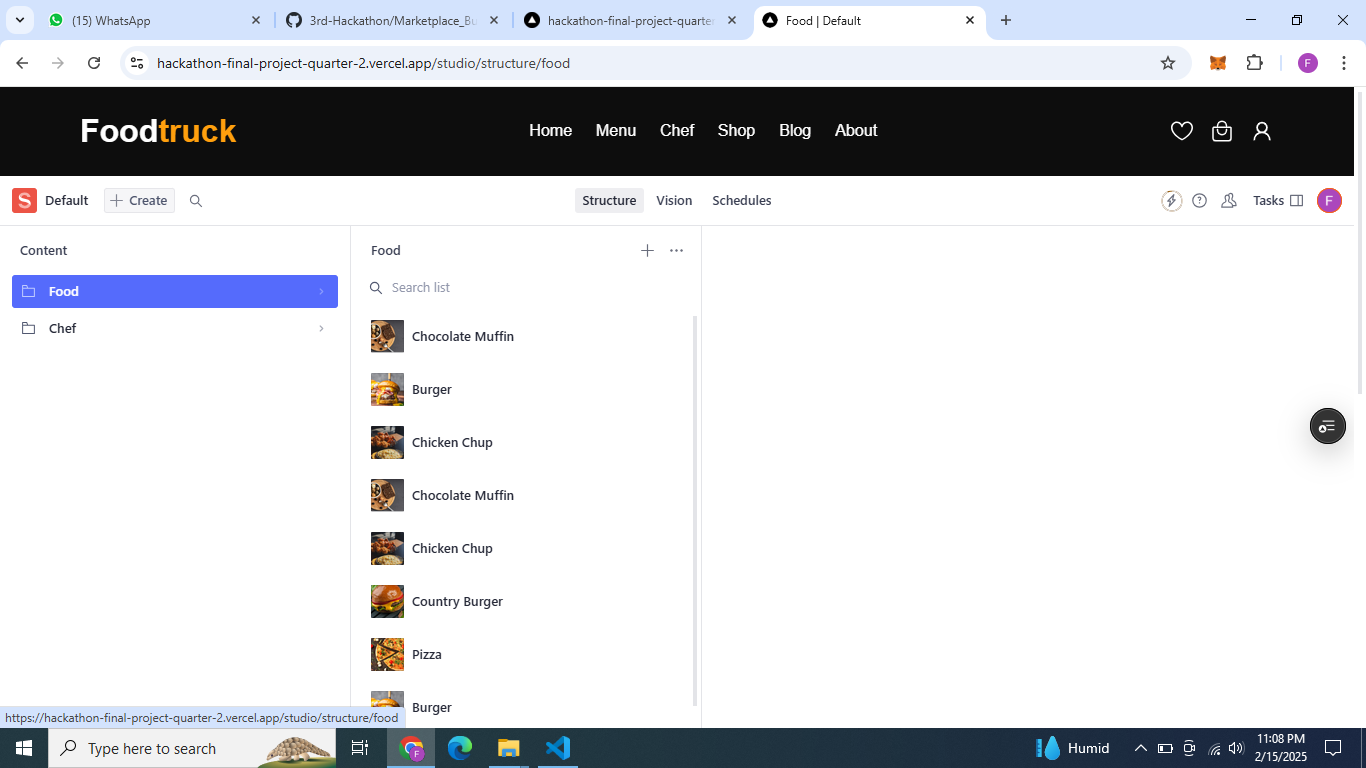 (15) WhatsApp
3rd-Hackathon/Marketplace_Bu
hackathon-final-project-quarter
Food | Default
hackathon-final-project-quarter-2.vercel.app/studio/structure/food
F
Foodtruck
Home Menu Chef Shop Blog About
S Default Create
Structure Vision Schedules
Tasks F
Content
Food
Chef
Food
Search list
Chocolate Muffin
Burger
Chicken Chup
Chocolate Muffin
Chicken Chup
Country Burger
Pizza
Burger
https://hackathon-final-project-quarter-2.vercel.app/studio/structure/food
Type here to search
F
Humid
11:08 PM
2/15/2025